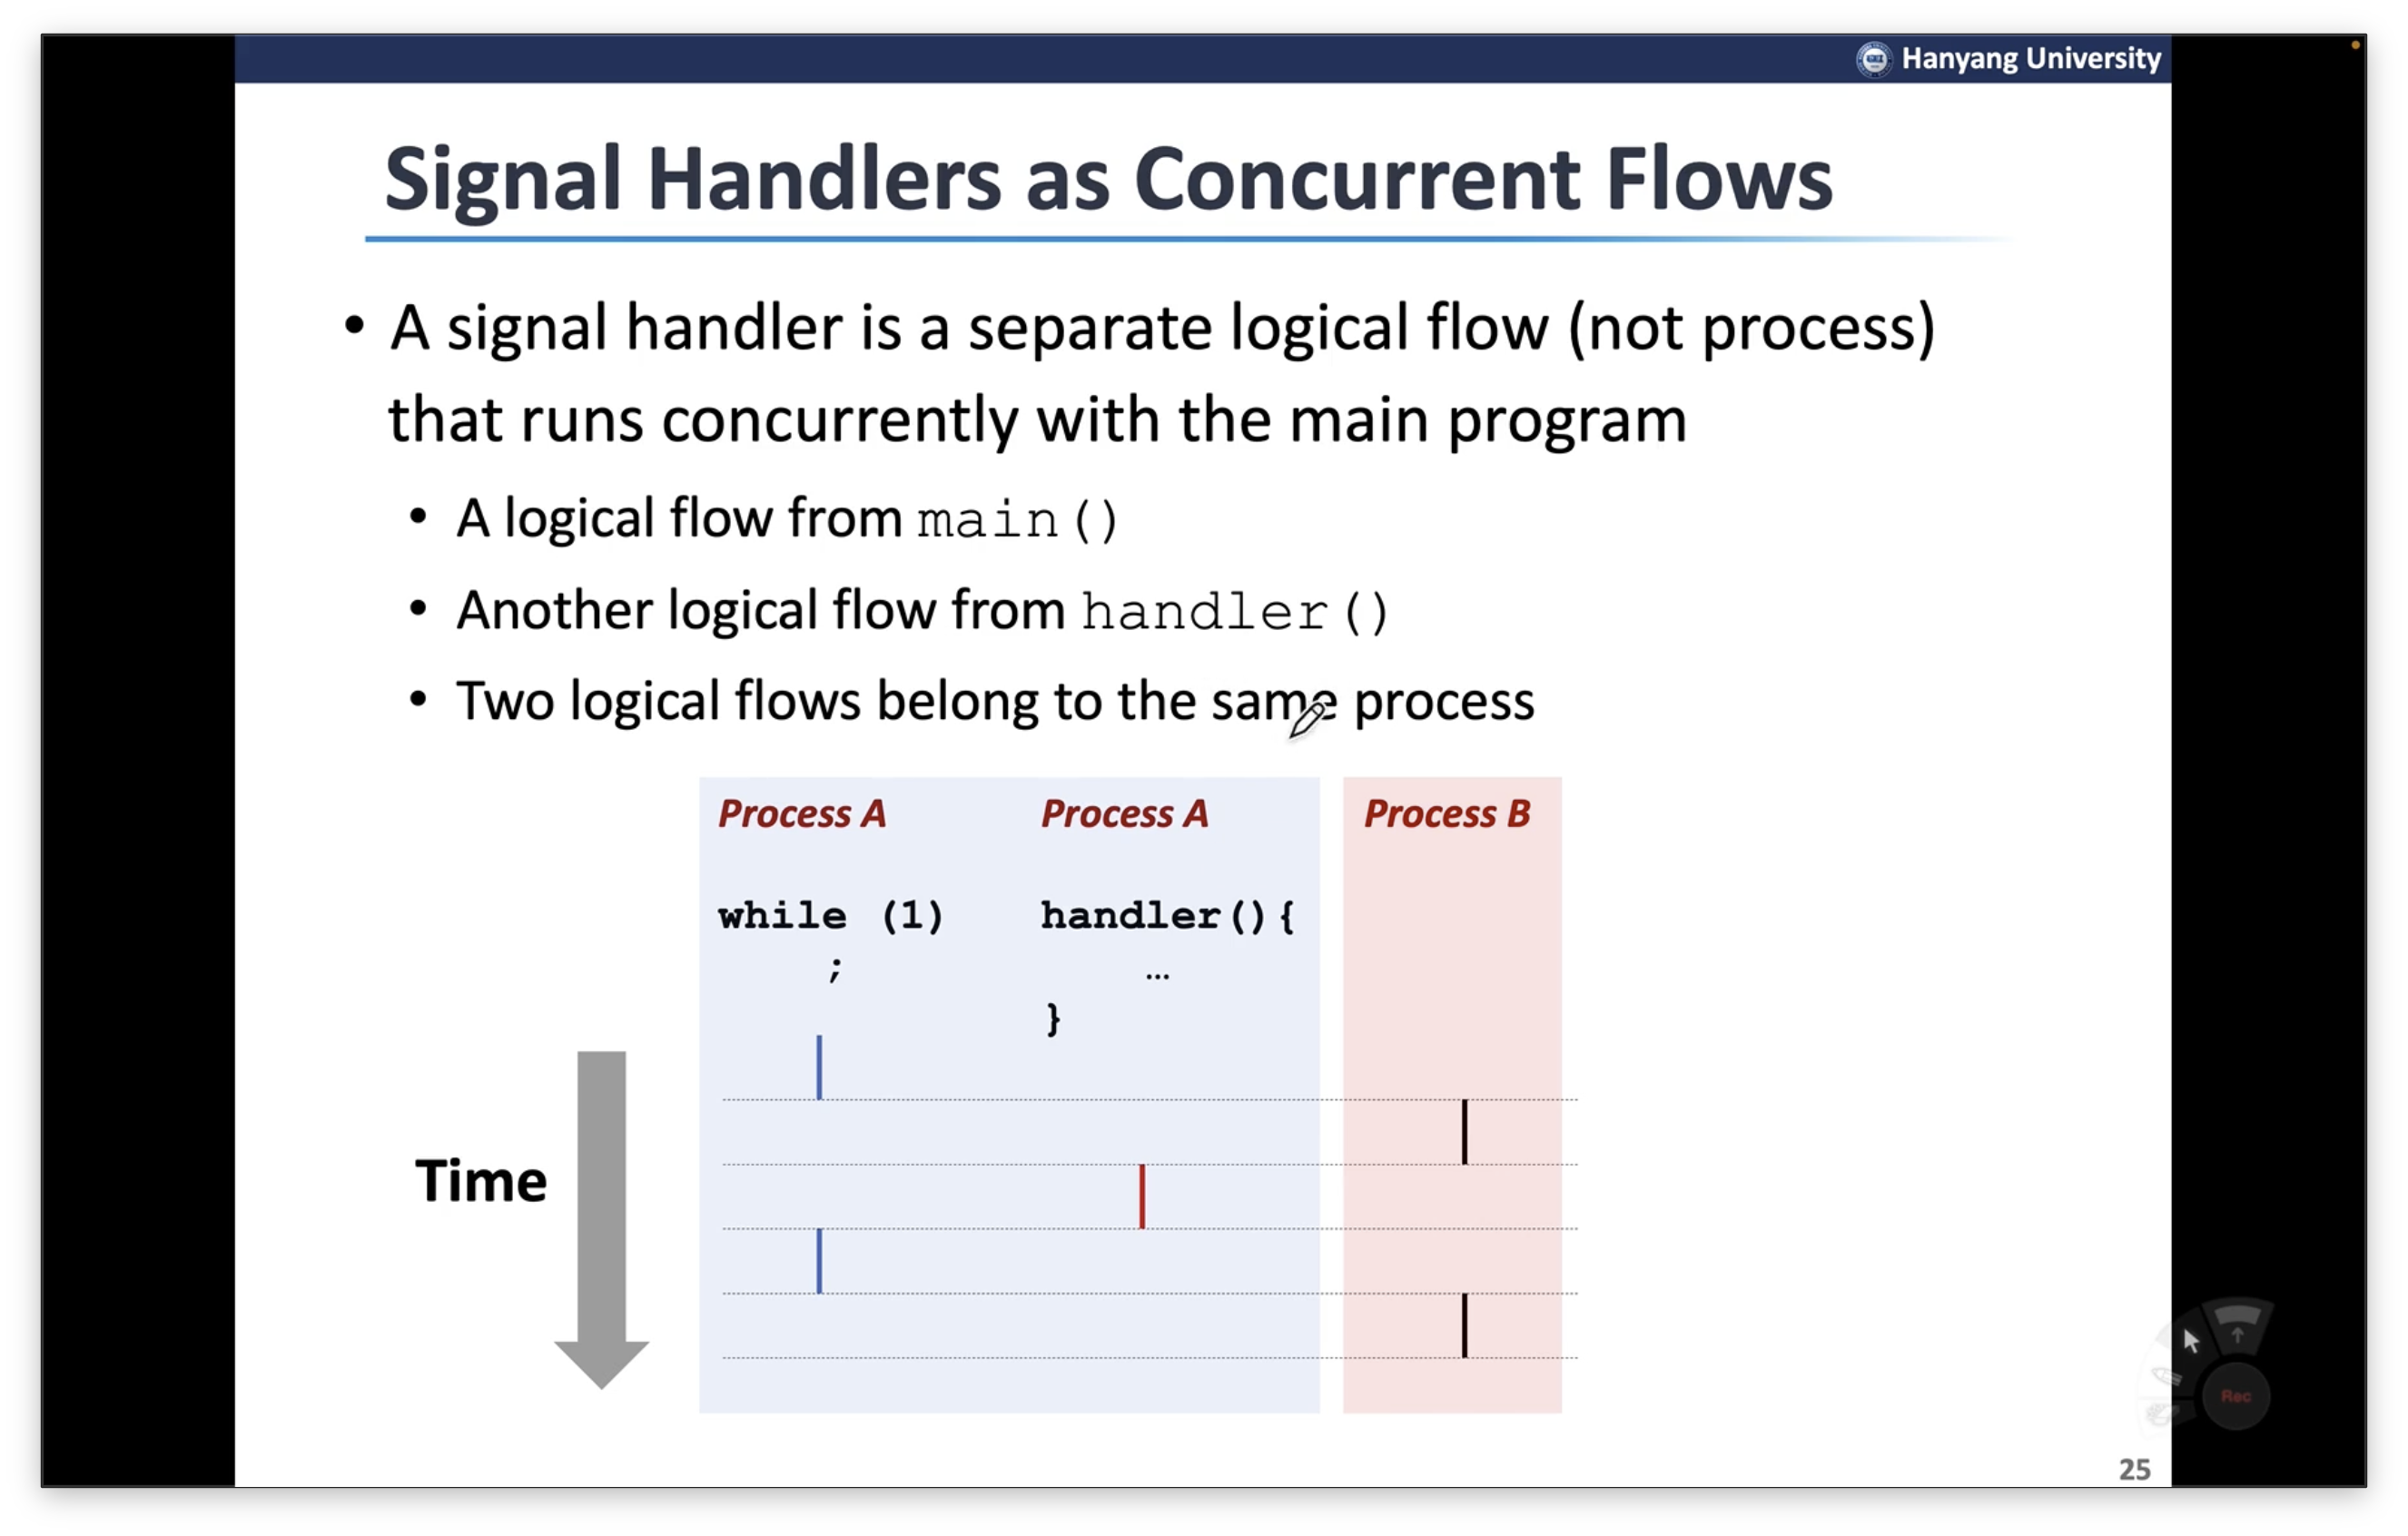 Hanyang University
Signal Handlers as Concurrent Flows
• A signal handler is a separate logical flow (not process)
that runs concurrently with the main program
• A logical flow from main()
• Another logical flow from handler()
• Two logical flows belong to the same process
Process A Process A Process B
while (1) handler(){
; …
}
Time
Rec
25